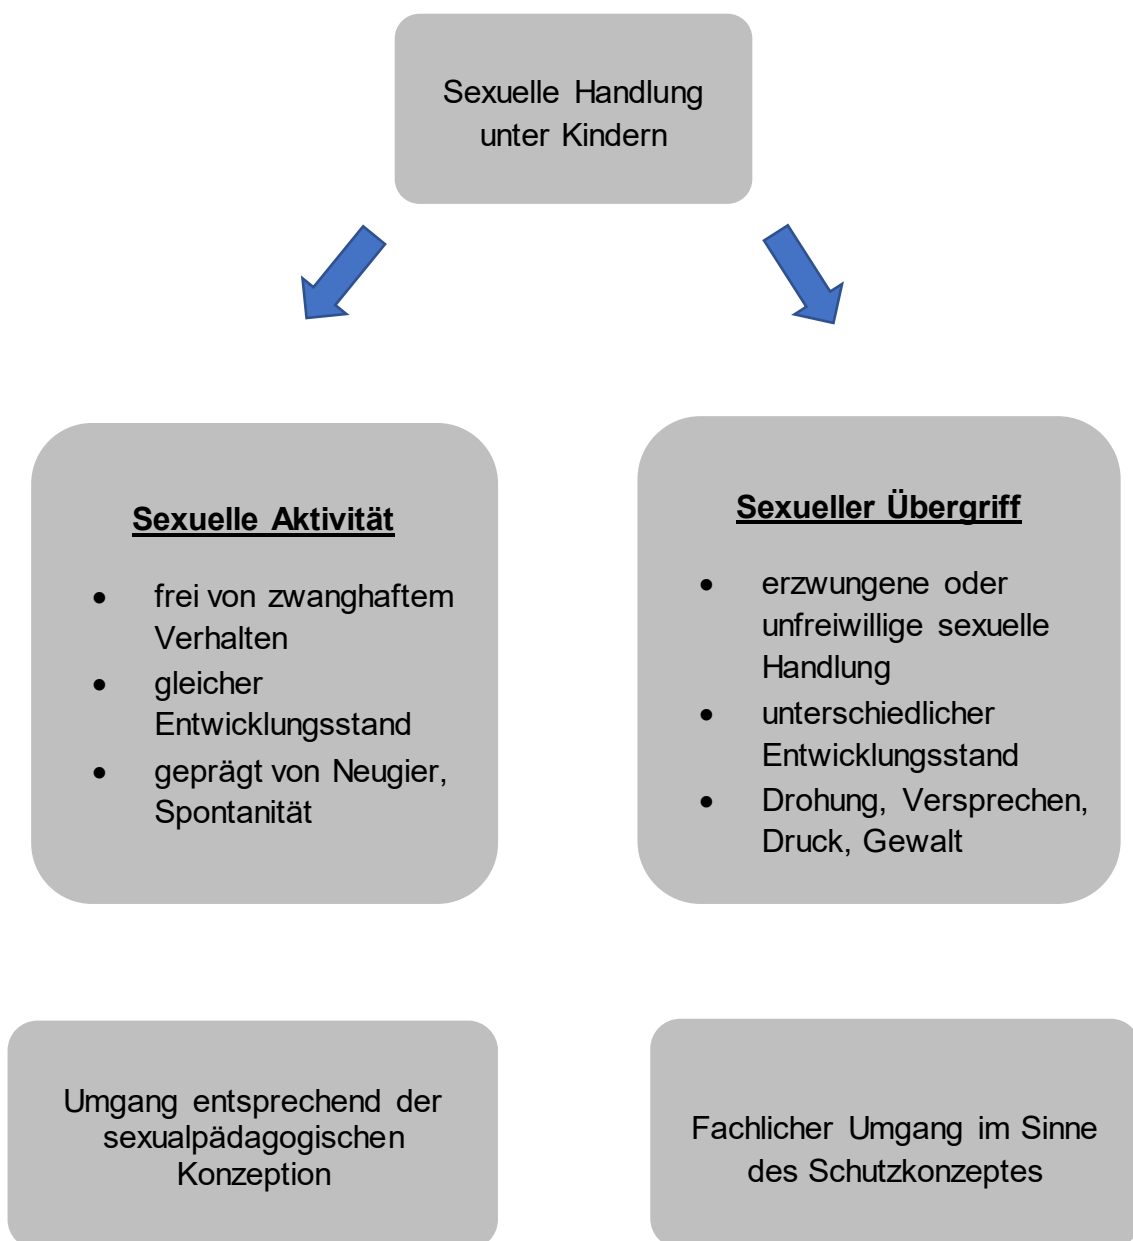 Sexuelle Handlung
unter Kindern
Sexuelle Aktivität
• frei von zwanghaftem
Verhalten
• gleicher
Entwicklungsstand
• geprägt von Neugier,
Spontanität
Sexueller Übergriff
• erzwungene oder
unfreiwillige sexuelle
Handlung
• unterschiedlicher
Entwicklungsstand
• Drohung, Versprechen,
Druck, Gewalt
Umgang entsprechend der
sexualpädagogischen
Konzeption
Fachlicher Umgang im Sinne
des Schutzkonzeptes